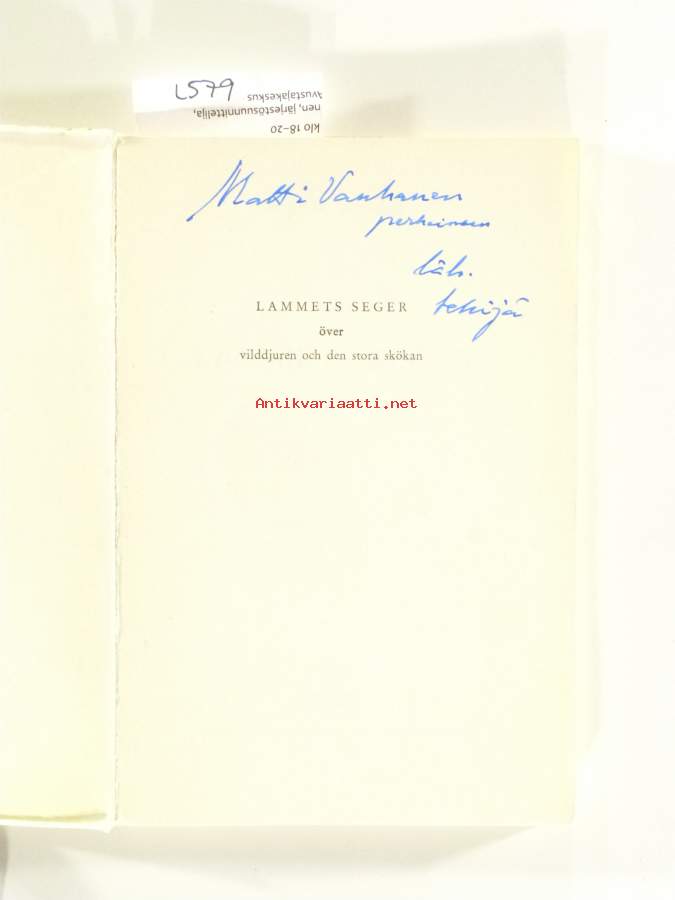 L579
klo 18-20
nen, järjestösuunnittelija,
Avustajakeskus
Matti Vanhanen
perheineen
läh.
tekijä
LAMMETS SEGER
över
vilddjuren och den stora skökan
Antikvariaatti.net